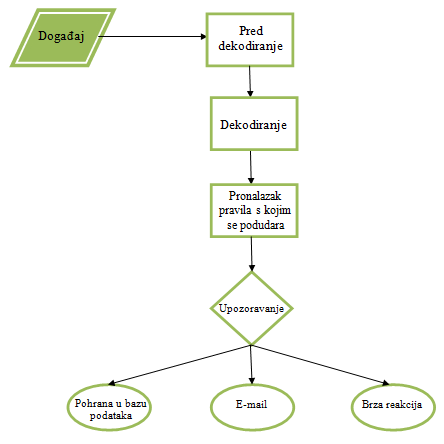 Događaj
Pred
dekodiranje
Dekodiranje
Pronalazak
pravila s kojim
se podudara
Upozoravanje
Pohrana u bazu
podataka
E-mail
Brza reakcija